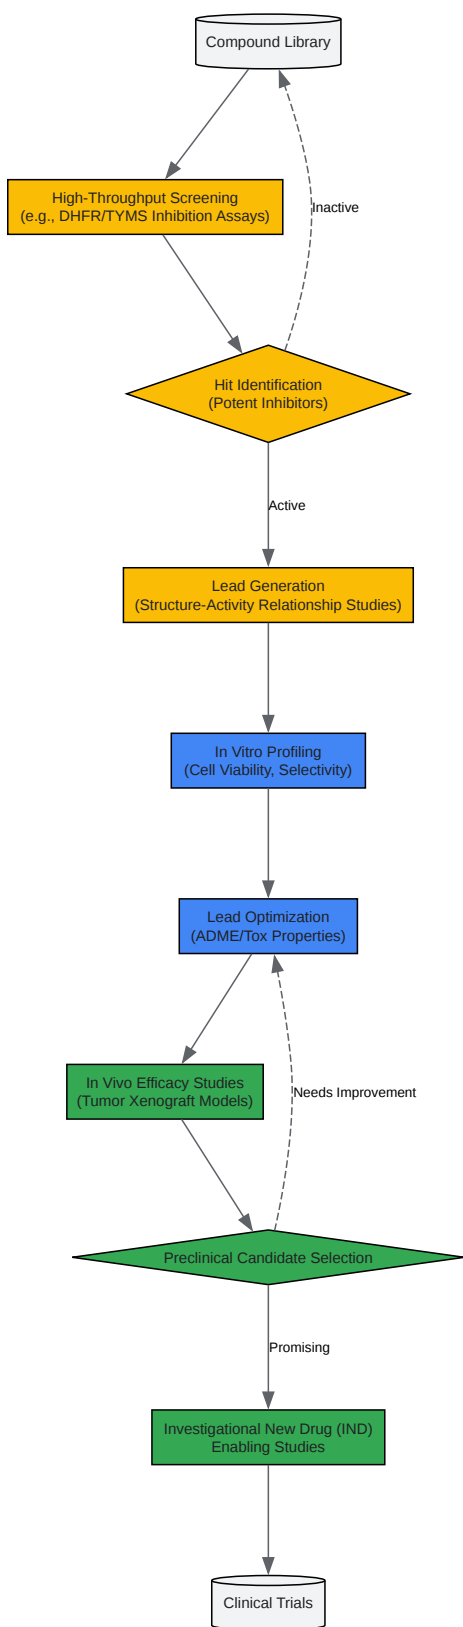 Compound Library
High-Throughput Screening
(e.g., DHFR/TYMS Inhibition Assays)
Inactive
Hit Identification
(Potent Inhibitors)
Active
Lead Generation
(Structure-Activity Relationship Studies)
In Vitro Profiling
(Cell Viability, Selectivity)
Lead Optimization
(ADME/Tox Properties)
In Vivo Efficacy Studies
(Tumor Xenograft Models)
Needs Improvement
Preclinical Candidate Selection
Promising
Investigational New Drug (IND)
Enabling Studies
Clinical Trials